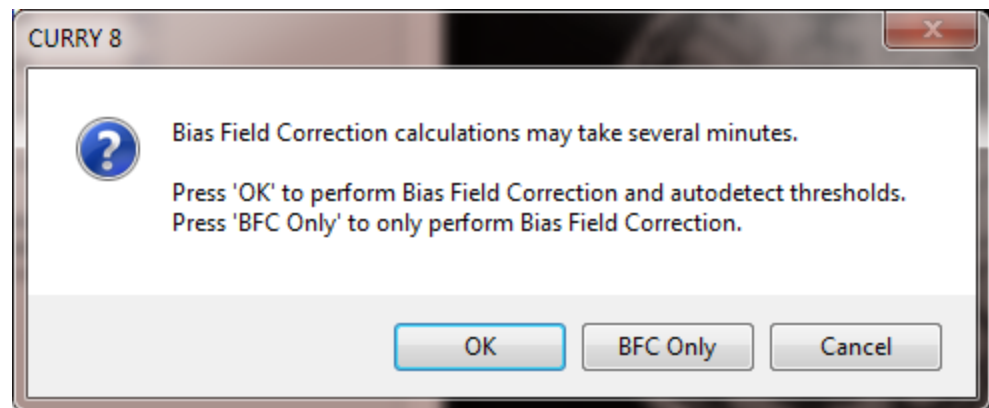 CURRY 8
Bias Field Correction calculations may take several minutes.
Press 'OK' to perform Bias Field Correction and autodetect thresholds.
Press 'BFC Only' to only perform Bias Field Correction.
OK
BFC Only
Cancel